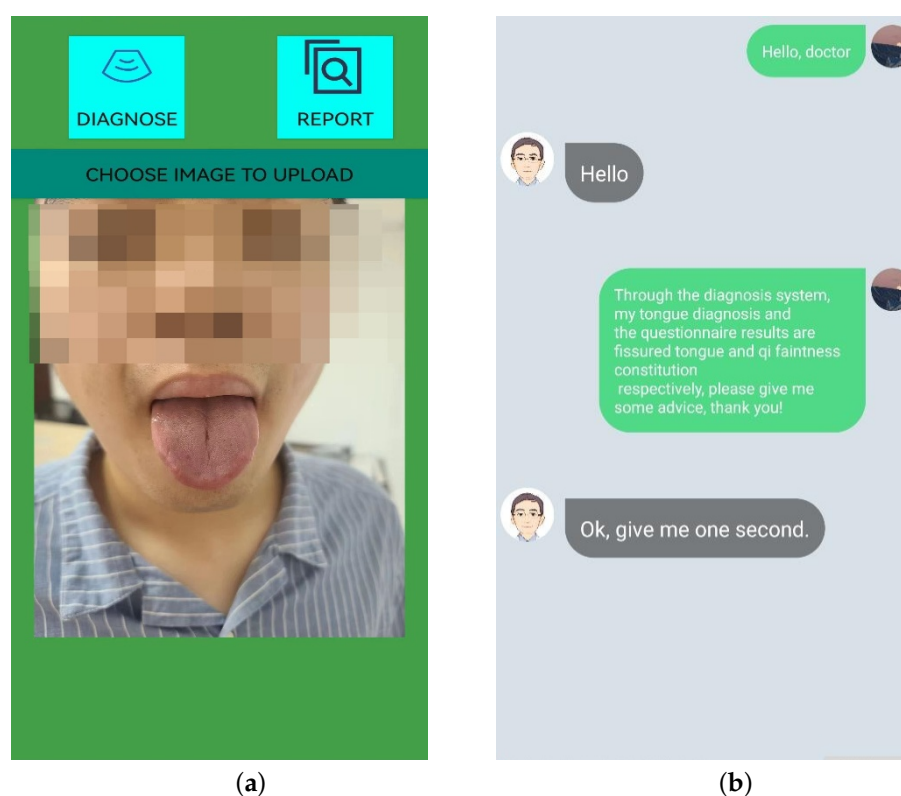 DIAGNOSE
REPORT
CHOOSE IMAGE TO UPLOAD
(a)
Hello, doctor
Hello
Through the diagnosis system,
my tongue diagnosis and
the questionnaire results are
fissured tongue and qi faintness
constitution
respectively, please give me
some advice, thank you!
Ok, give me one second.
(b)